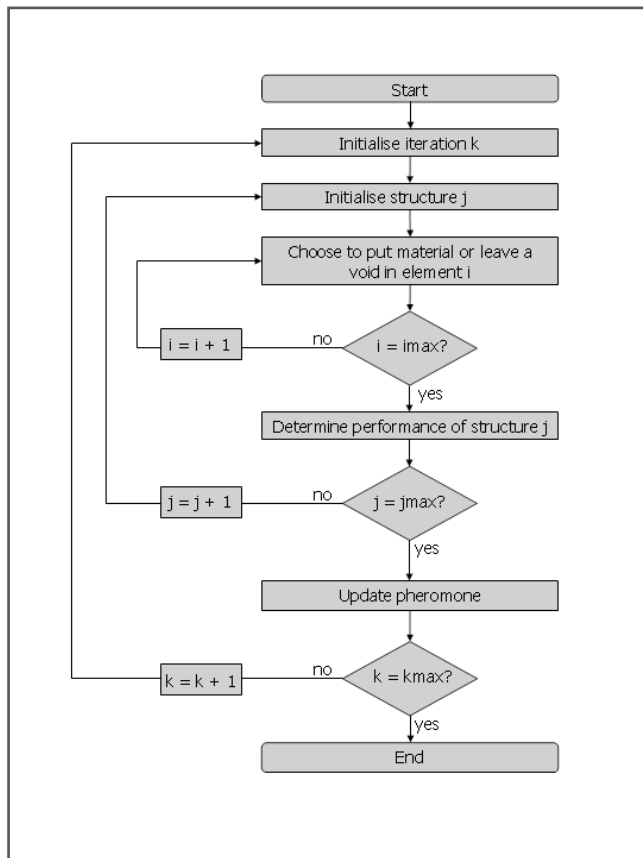 Start
Initialise iteration k
Initialise structure j
Choose to put material or leave a
void in element i
i = i + 1
no
i = imax?
yes
Determine performance of structure j
j = j + 1
no
j = jmax?
yes
Update pheromone
k = k + 1
no
k = kmax?
yes
End